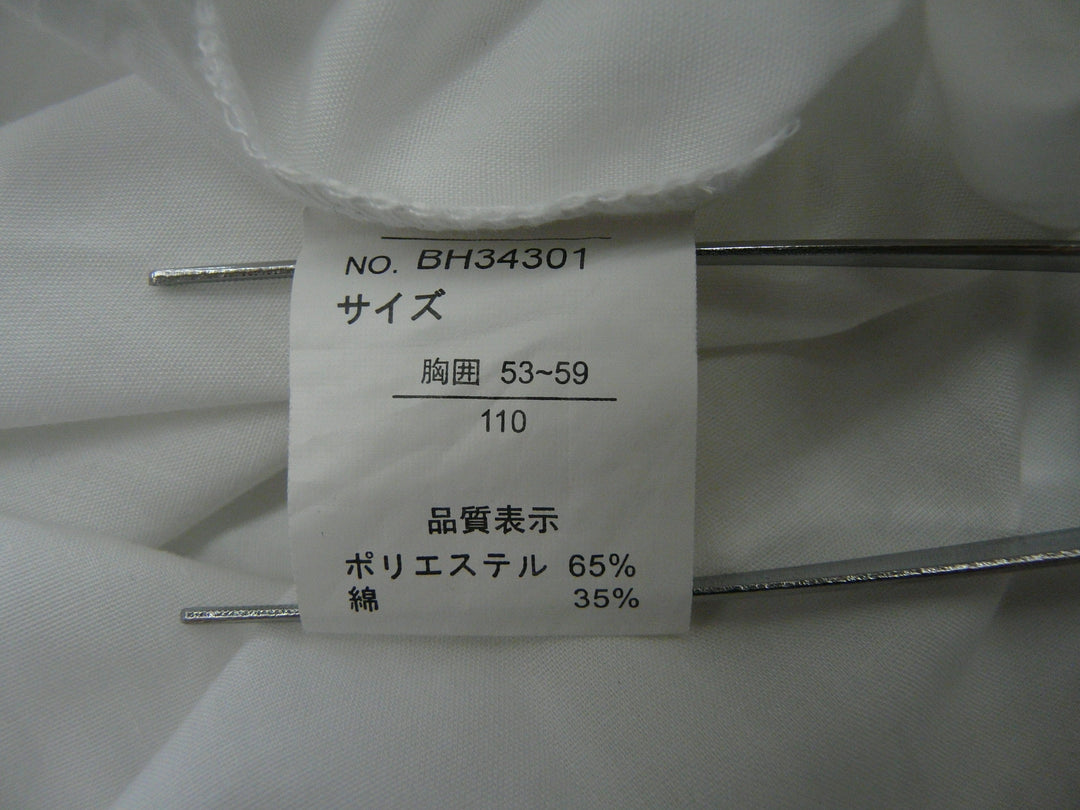 NO. BH34301
サイズ
胸囲 53~59
110
品質表示
ポリエステル 65%
綿 35%